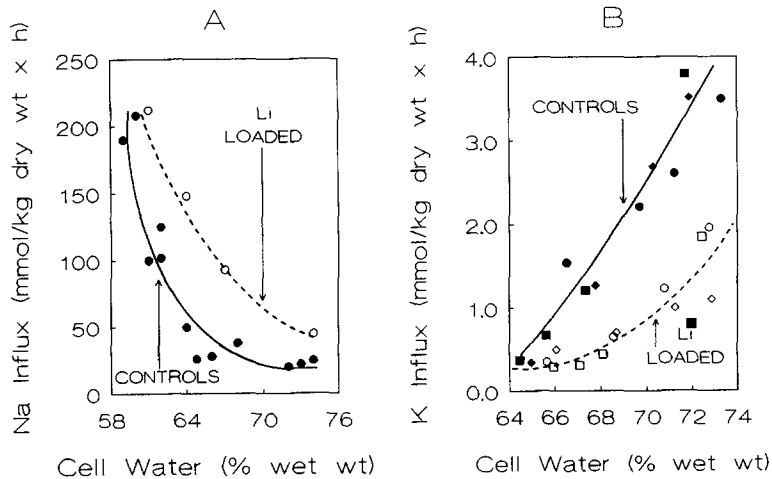 A
B
Na Influx (mmol/kg dry wt x h)
250
200
150
100
50
0
Li
LOADED
CONTROLS
58
64
70
76
Cell Water (% wet wt)
K Influx (mmol/kg dry wt x h)
4.0
3.0
2.0
1.0
0.0
CONTROLS
Li
LOADED
64
66
68
70
72
74
Cell Water (% wet wt)